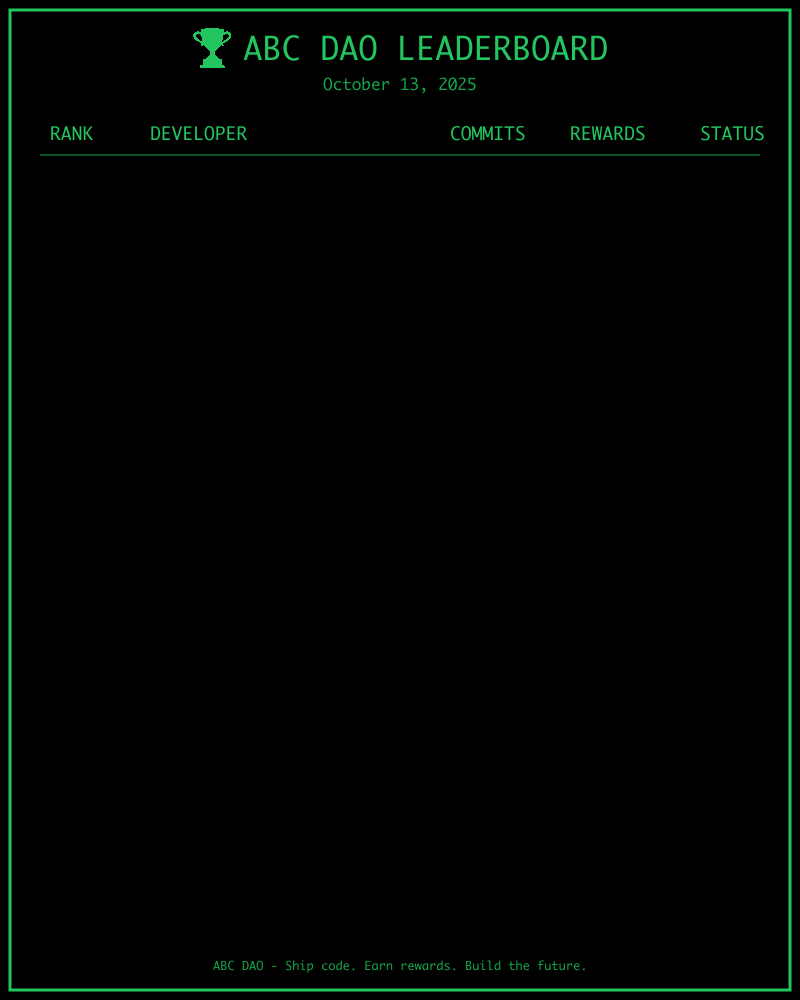 ABC DAO LEADERBOARD
October 13, 2025
RANK DEVELOPER COMMITS REWARDS STATUS
ABC DAO - Ship code. Earn rewards. Build the future.